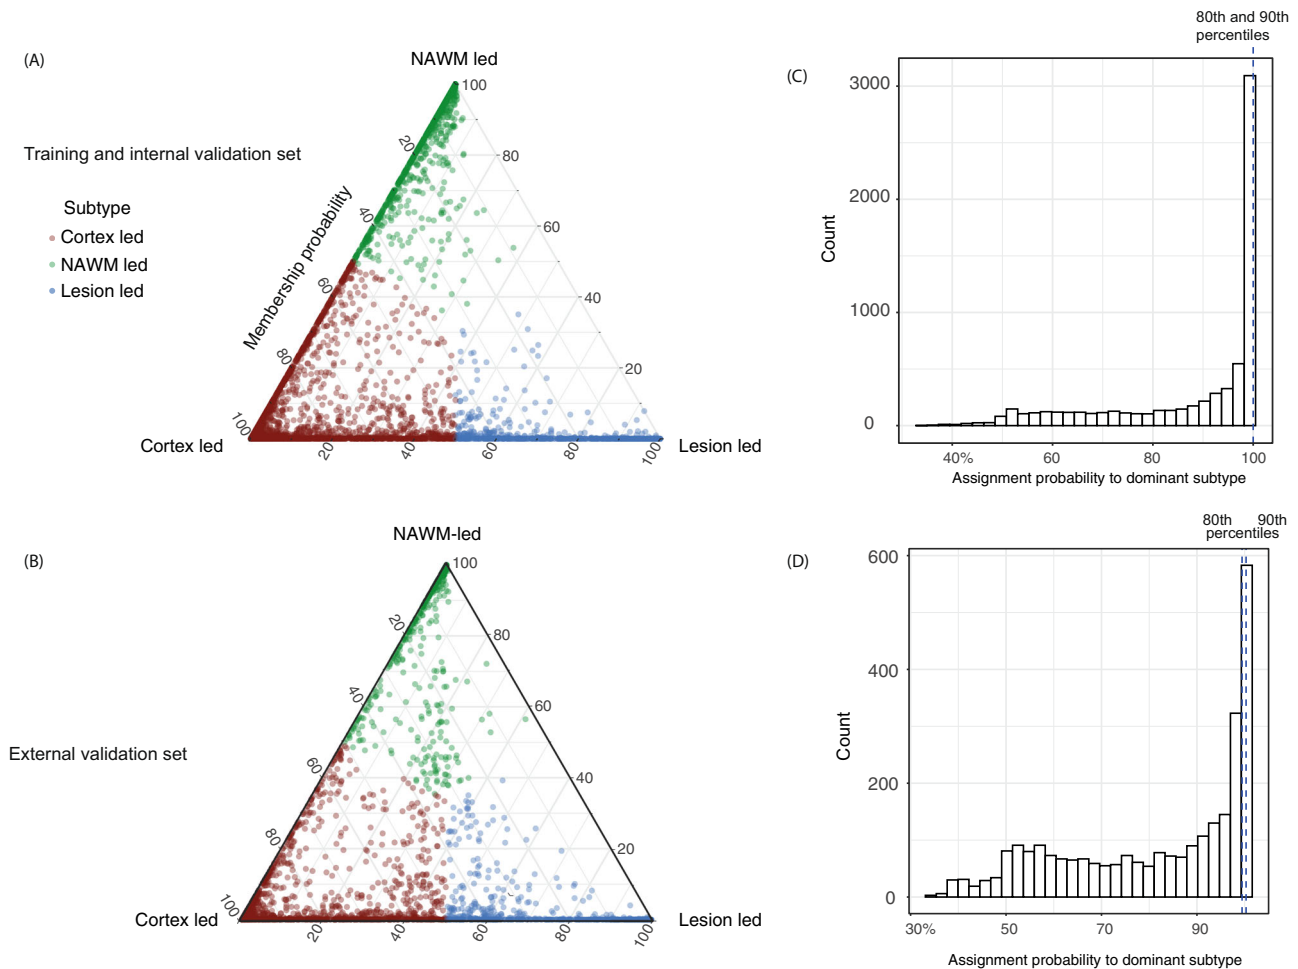 (A)
NAWM led
100
80
60
40
20
20
40
60
80
100
Membership probability
Training and internal validation set
Subtype
Cortex led
NAWM led
Lesion led
Cortex led
20
40
60
80
100
Lesion led
(C)
80th and 90th
percentiles
3000
2000
1000
0
Count
40%
60
80
100
Assignment probability to dominant subtype
(B)
NAWM-led
100
80
60
40
20
20
40
60
80
100
External validation set
Cortex led
20
40
60
80
100
Lesion led
(D)
80th 90th
percentiles
600
400
200
0
Count
30%
50
70
90
Assignment probability to dominant subtype